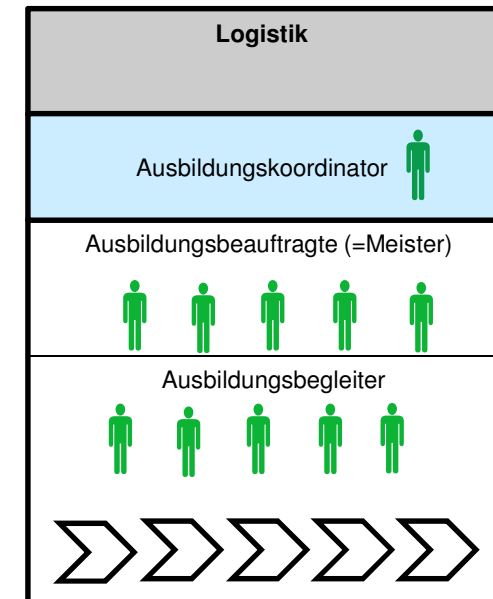 Logistik
Ausbildungskoordinator
Ausbildungsbeauftragte (=Meister)
Ausbildungsbegleiter